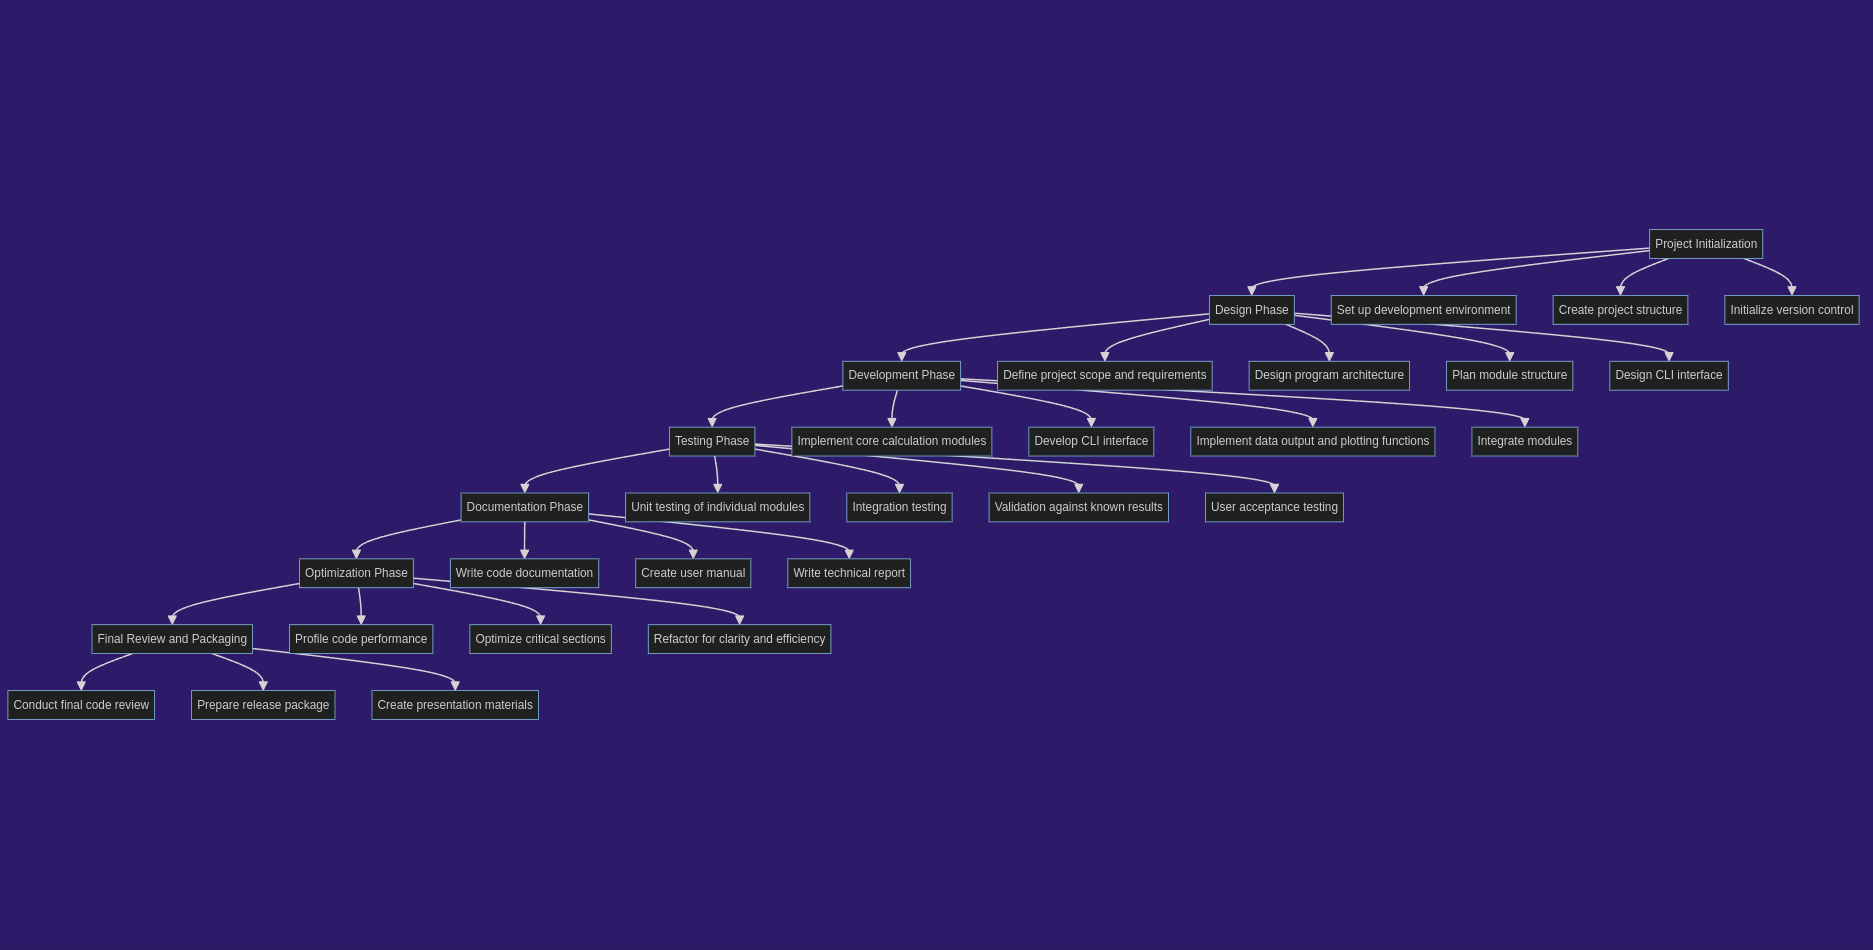 Project Initialization
Design Phase
Set up development environment
Create project structure
Initialize version control
Development Phase
Define project scope and requirements
Design program architecture
Plan module structure
Design CLI interface
Testing Phase
Implement core calculation modules
Develop CLI interface
Implement data output and plotting functions
Integrate modules
Documentation Phase
Unit testing of individual modules
Integration testing
Validation against known results
User acceptance testing
Optimization Phase
Write code documentation
Create user manual
Write technical report
Final Review and Packaging
Profile code performance
Optimize critical sections
Refactor for clarity and efficiency
Conduct final code review
Prepare release package
Create presentation materials